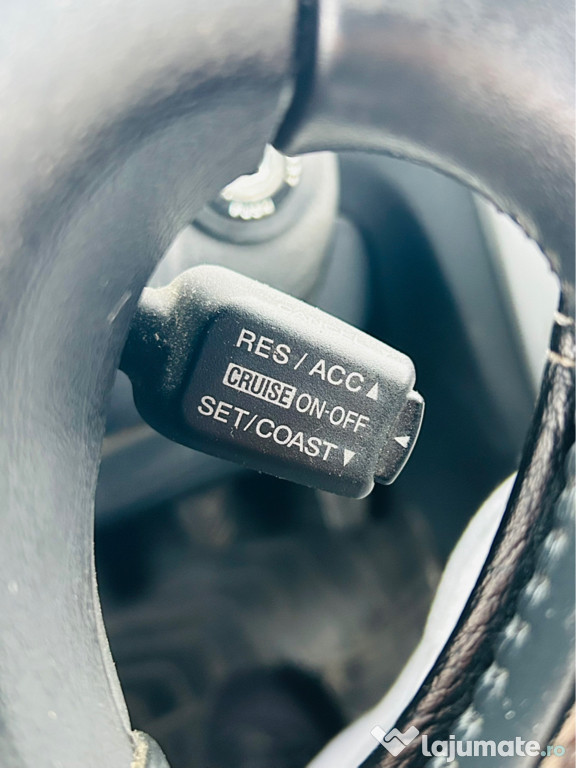 RES / ACC ▲
CRUISE ON-OFF ◀
SET/COAST ▼
lajumate.ro